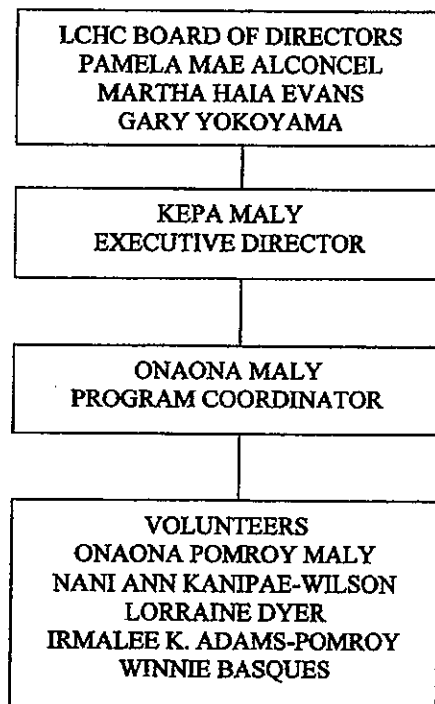 LCHC BOARD OF DIRECTORS
PAMELA MAE ALCONCEL
MARTHA HAIA EVANS
GARY YOKOYAMA
KEPA MALY
EXECUTIVE DIRECTOR
ONAONA MALY
PROGRAM COORDINATOR
VOLUNTEERS
ONAONA POMROY MALY
NANI ANN KANIPAE-WILSON
LORRAINE DYER
IRMALEE K. ADAMS-POMROY
WINNIE BASQUES